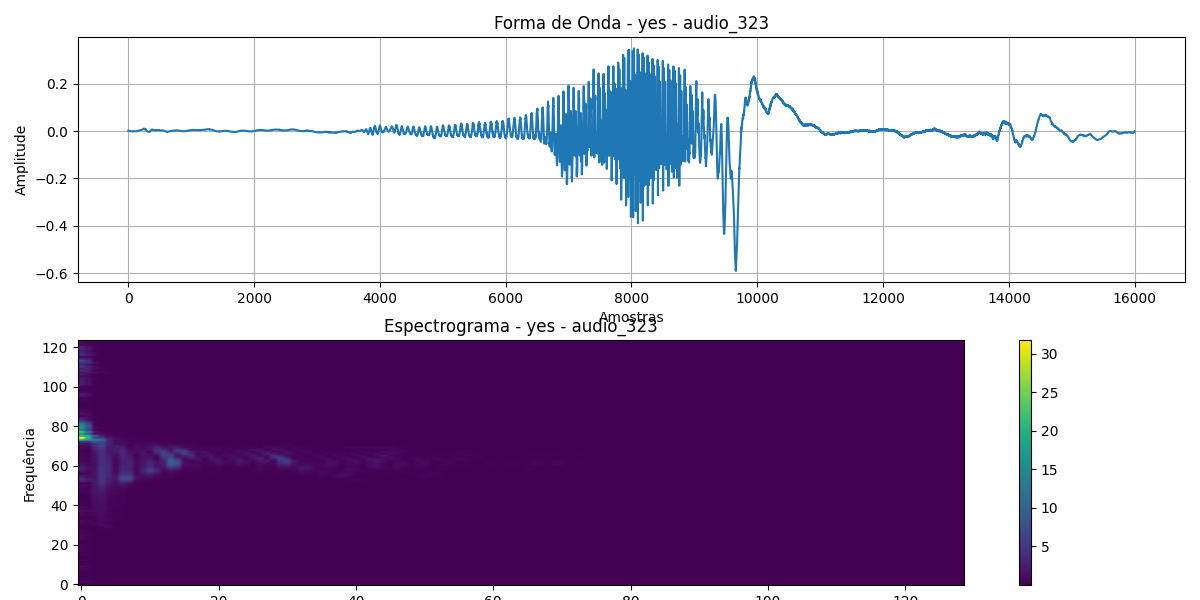 Forma de Onda - yes - audio_323
Amplitude
0.2
0.0
−0.2
−0.4
−0.6
0 2000 4000 6000 8000 10000 12000 14000 16000
Amostras
Espectrograma - yes - audio_323
Frequência
120
100
80
60
40
20
0
0 20 40 60 80 100 120
30
25
20
15
10
5